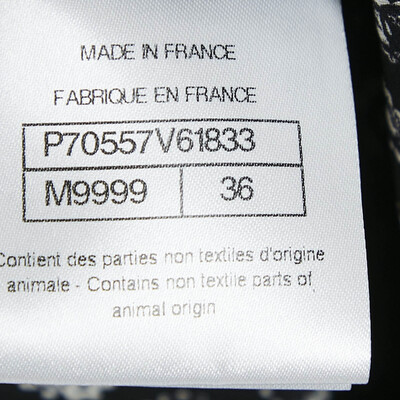 MADE IN FRANCE
FABRIQUE EN FRANCE
P70557V61833
M9999 36
Contient des parties non textiles d'origine
animale - Contains non textile parts of
animal origin